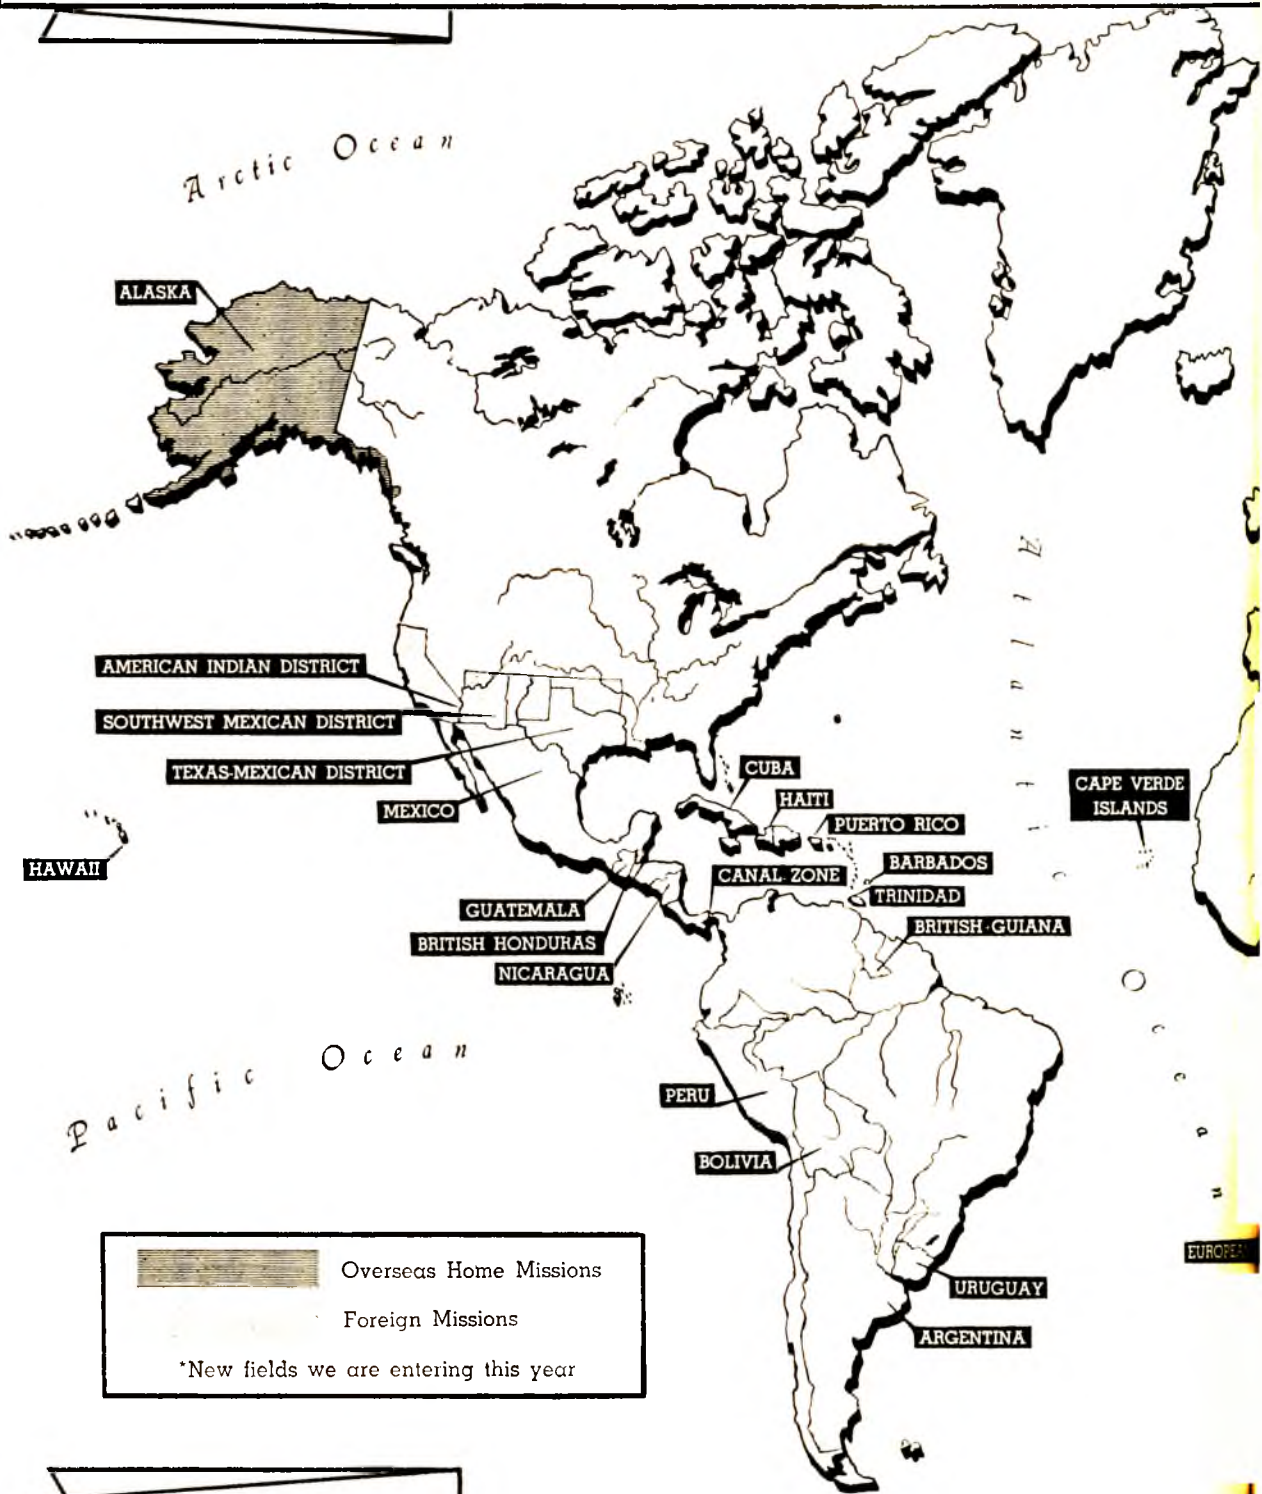 Arctic Ocean
ALASKA
Atlantic Ocean
AMERICAN INDIAN DISTRICT
SOUTHWEST MEXICAN DISTRICT
TEXAS-MEXICAN DISTRICT
MEXICO
HAWAII
CUBA
HAITI
PUERTO RICO
CAPE VERDE
ISLANDS
BARBADOS
CANAL ZONE
TRINIDAD
GUATEMALA
BRITISH GUIANA
BRITISH HONDURAS
NICARAGUA
Pacific Ocean
PERU
BOLIVIA
EUROPEA
URUGUAY
ARGENTINA
Overseas Home Missions
Foreign Missions
*New fields we are entering this year